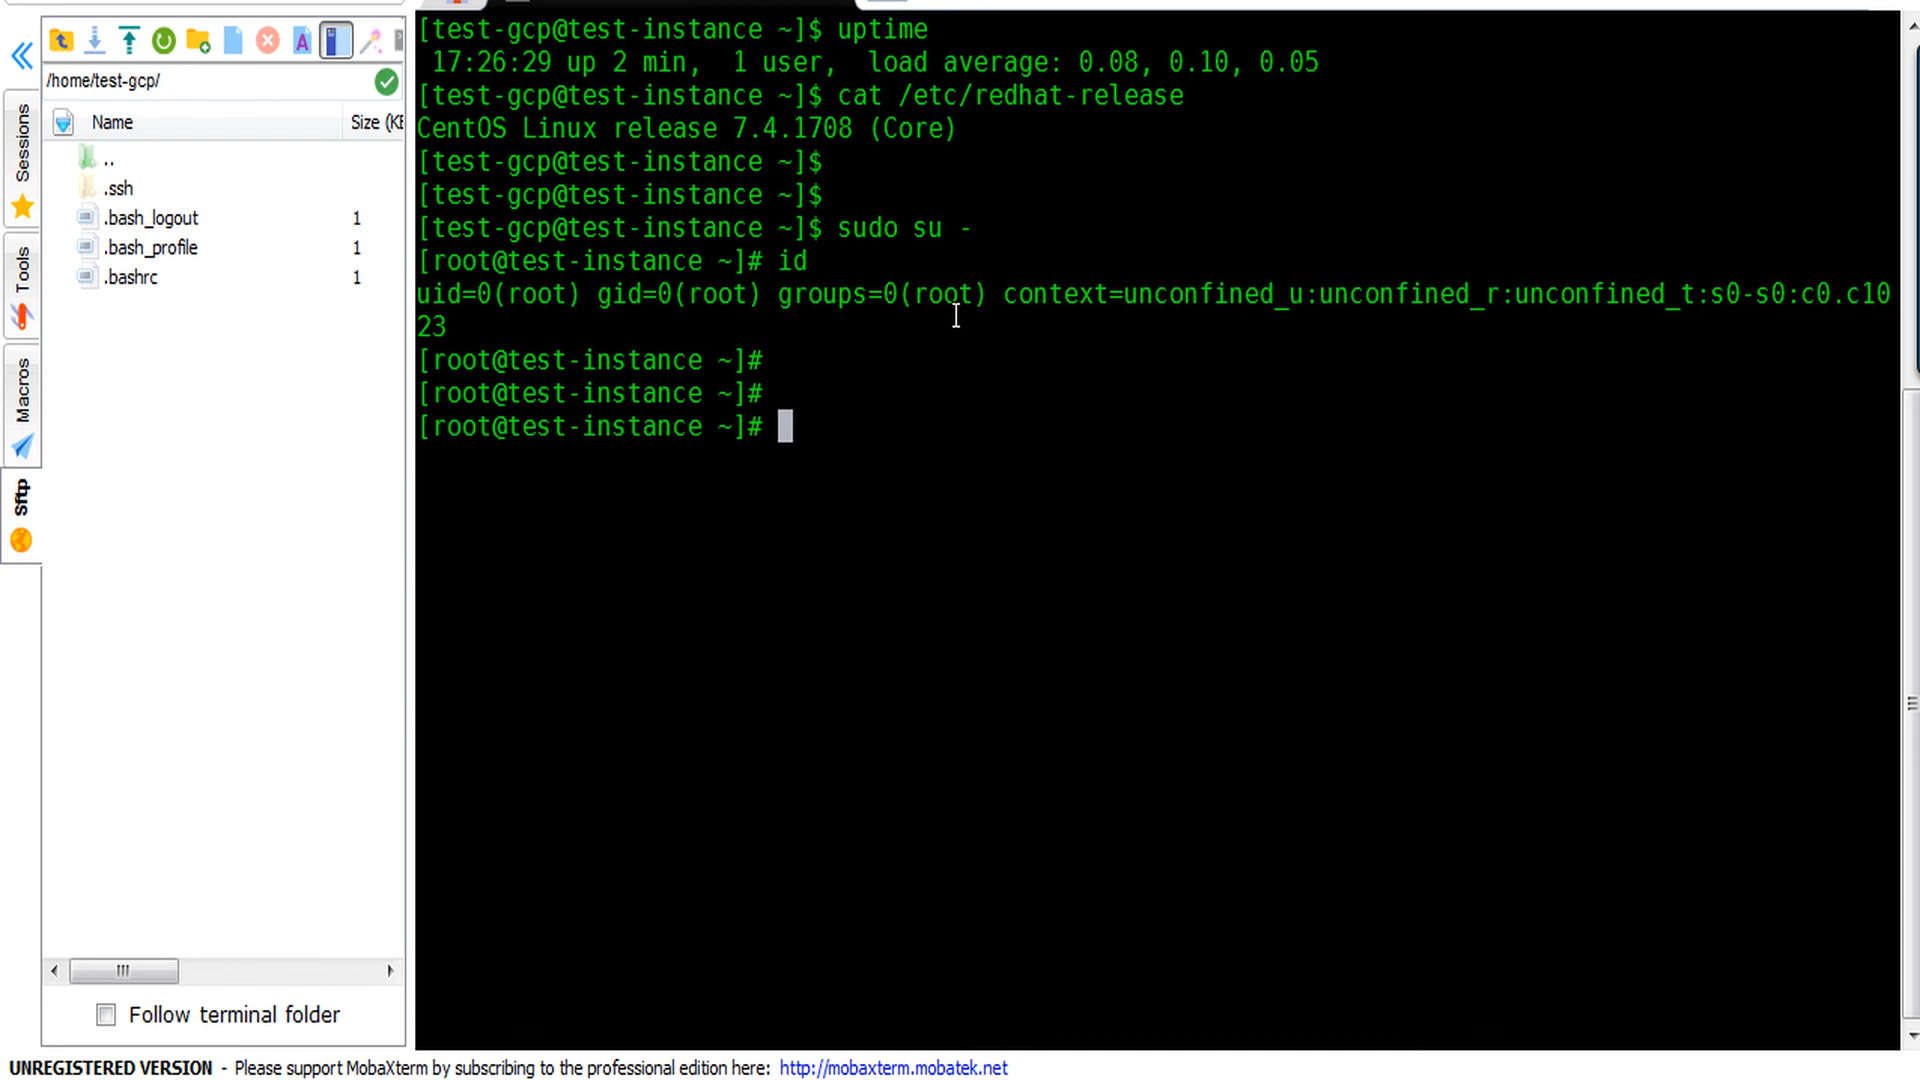 /home/test-gcp/
Name Size (KB
..
.ssh
.bash_logout 1
.bash_profile 1
.bashrc 1
Sessions
Tools
Macros
Sftp
Follow terminal folder
[test-gcp@test-instance ~]$ uptime
17:26:29 up 2 min, 1 user, load average: 0.08, 0.10, 0.05
[test-gcp@test-instance ~]$ cat /etc/redhat-release
CentOS Linux release 7.4.1708 (Core)
[test-gcp@test-instance ~]$
[test-gcp@test-instance ~]$
[test-gcp@test-instance ~]$ sudo su -
[root@test-instance ~]# id
uid=0(root) gid=0(root) groups=0(root) context=unconfined_u:unconfined_r:unconfined_t:s0-s0:c0.c10
23
[root@test-instance ~]#
[root@test-instance ~]#
[root@test-instance ~]#
UNREGISTERED VERSION - Please support MobaXterm by subscribing to the professional edition here: http://mobaxterm.mobatek.net